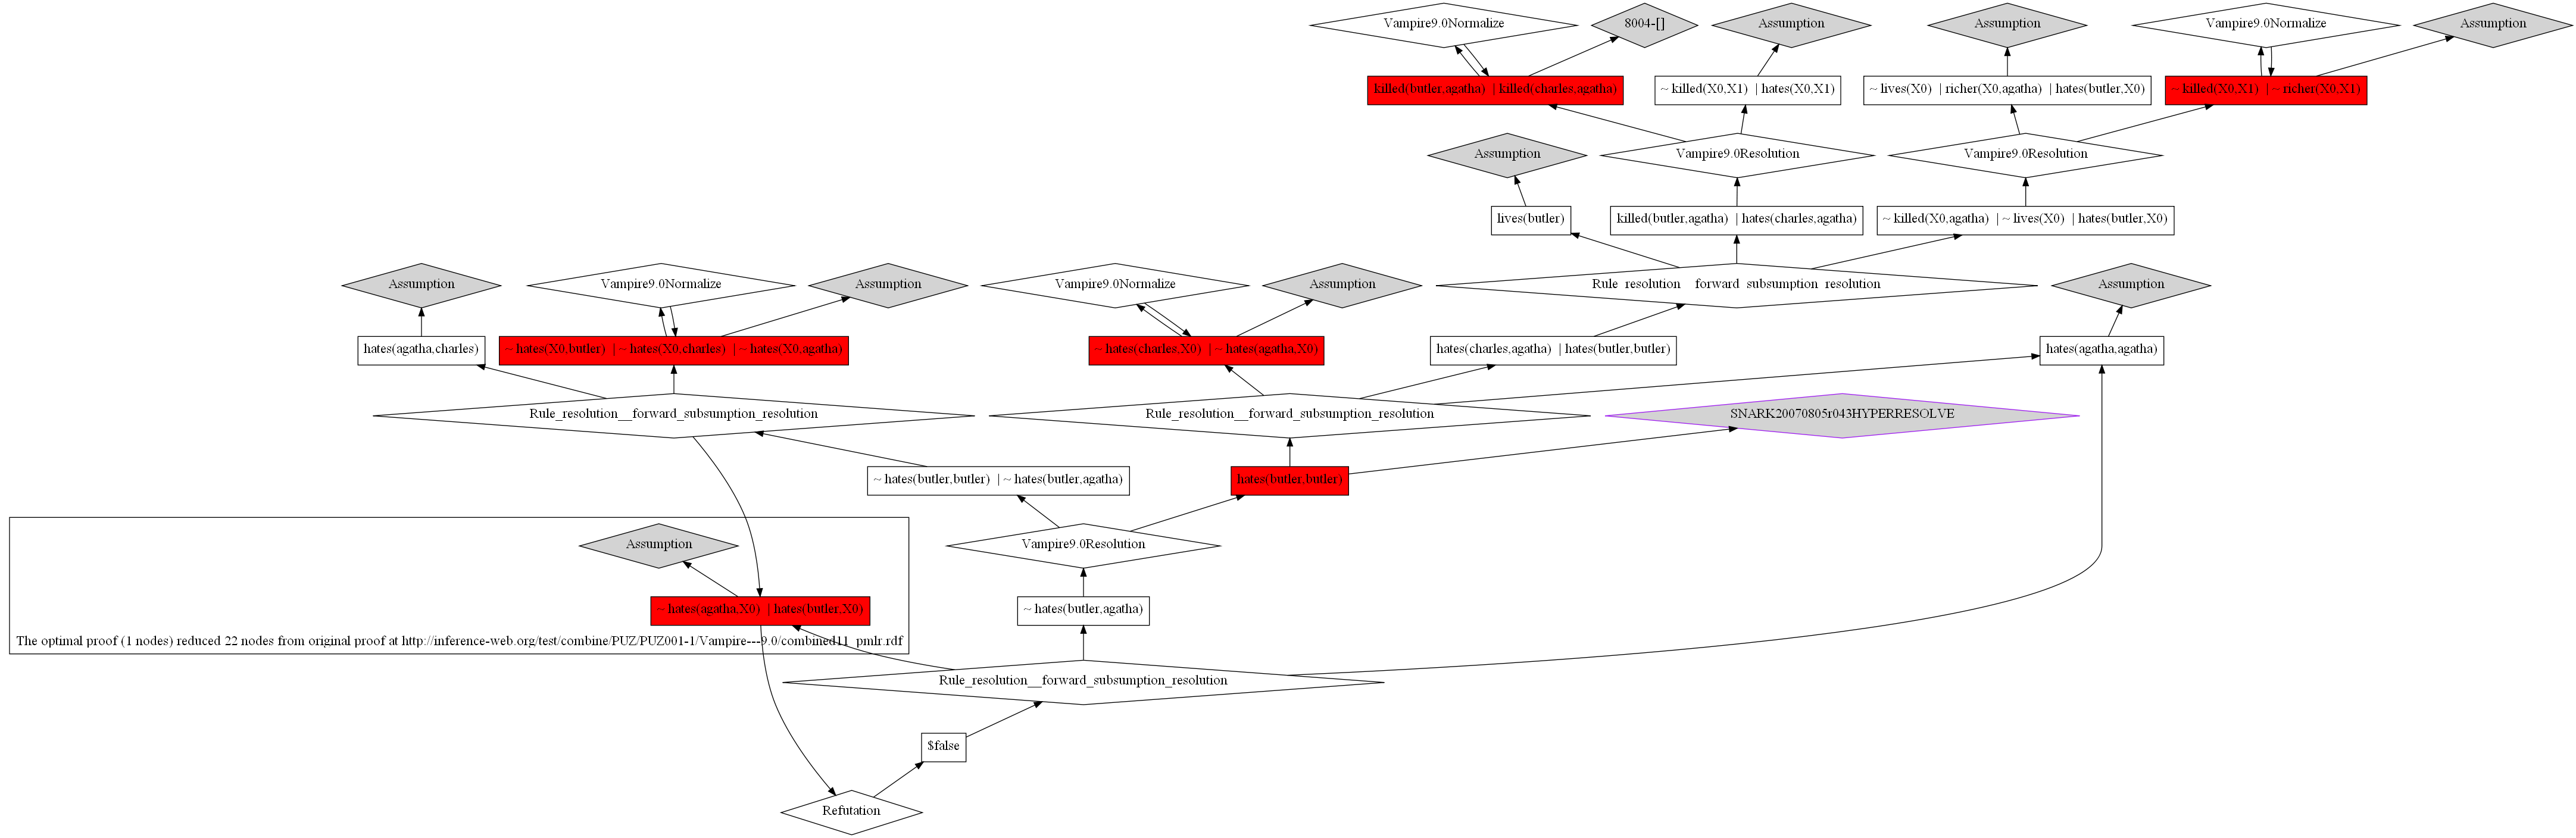 Vampire9.0Normalize
8004-[]
Assumption
Assumption
Vampire9.0Normalize
Assumption
killed(butler,agatha) | killed(charles,agatha)
~ killed(X0,X1) | hates(X0,X1)
~ lives(X0) | richer(X0,agatha) | hates(butler,X0)
~ killed(X0,X1) | ~ richer(X0,X1)
Assumption
Vampire9.0Resolution
Vampire9.0Resolution
lives(butler)
killed(butler,agatha) | hates(charles,agatha)
~ killed(X0,agatha) | ~ lives(X0) | hates(butler,X0)
Assumption
Vampire9.0Normalize
Assumption
Vampire9.0Normalize
Assumption
Rule_resolution__forward_subsumption_resolution
Assumption
hates(agatha,charles)
~ hates(X0,butler) | ~ hates(X0,charles) | ~ hates(X0,agatha)
~ hates(charles,X0) | ~ hates(agatha,X0)
hates(charles,agatha) | hates(butler,butler)
hates(agatha,agatha)
Rule_resolution__forward_subsumption_resolution
Rule_resolution__forward_subsumption_resolution
SNARK20070805r043HYPERRESOLVE
~ hates(butler,butler) | ~ hates(butler,agatha)
hates(butler,butler)
Assumption
Vampire9.0Resolution
~ hates(agatha,X0) | hates(butler,X0)
~ hates(butler,agatha)
The optimal proof (1 nodes) reduced 22 nodes from original proof at http://inference-web.org/test/combine/PUZ/PUZ001-1/Vampire---9.0/combined11_pmlr.rdf
Rule_resolution__forward_subsumption_resolution
$false
Refutation